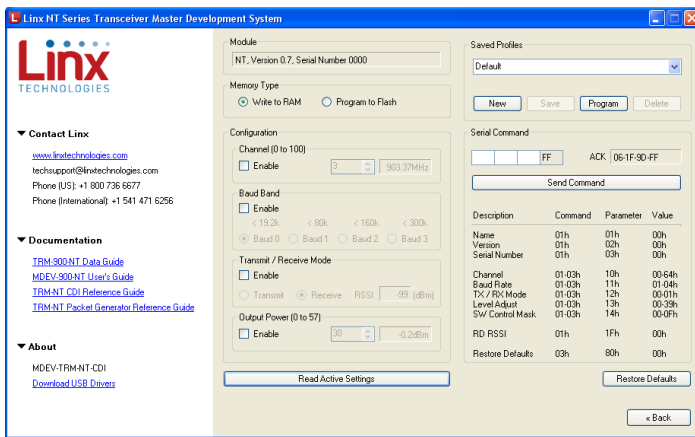 Linx NT Series Transceiver Master Development System
Linx
TECHNOLOGIES
Contact Linx
www.linxtechnologies.com
techsupport@linxtechnologies.com
Phone (US): +1 800 736 6677
Phone (International): +1 541 471 6256
Documentation
TRM-900-NT Data Guide
MDEV-900-NT User's Guide
TRM-NT CDI Reference Guide
TRM-NT Packet Generator Reference Guide
About
MDEV-TRM-NT-CDI
Download USB Drivers
Module
NT, Version 0.7, Serial Number 0000
Memory Type
Write to RAM Program to Flash
Configuration
Channel (0 to 100)
Enable 3 903.37MHz
Baud Band
Enable
< 19.2k < 80k < 160k < 300k
Baud 0 Baud 1 Baud 2 Baud 3
Transmit / Receive Mode
Enable
Transmit Receive RSSI -99 (dBm)
Output Power (0 to 57)
Enable 30 -0.2dBm
Read Active Settings
Saved Profiles
Default
New Save Program Delete
Serial Command
FF ACK 06-1F-9D-FF
Send Command
Description Command Parameter Value
Name 01h 01h 00h
Version 01h 02h 00h
Serial Number 01h 03h 00h
Channel 01-03h 10h 00-64h
Baud Rate 01-03h 11h 01-04h
TX / RX Mode 01-03h 12h 00-01h
Level Adjust 01-03h 13h 00-39h
SW Control Mask 01-03h 14h 00-0Fh
RD RSSI 01h 1Fh 00h
Restore Defaults 03h 80h 00h
Restore Defaults
« Back